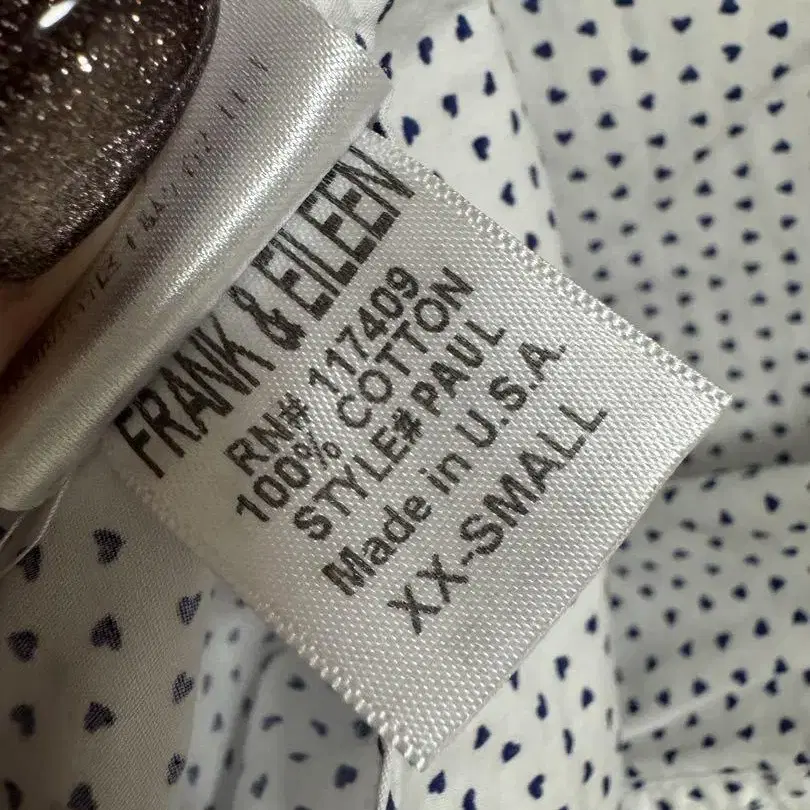 FRANK & EILEEN
RN# 117409
100% COTTON
STYLE# PAUL
Made in U.S.A.
XX-SMALL